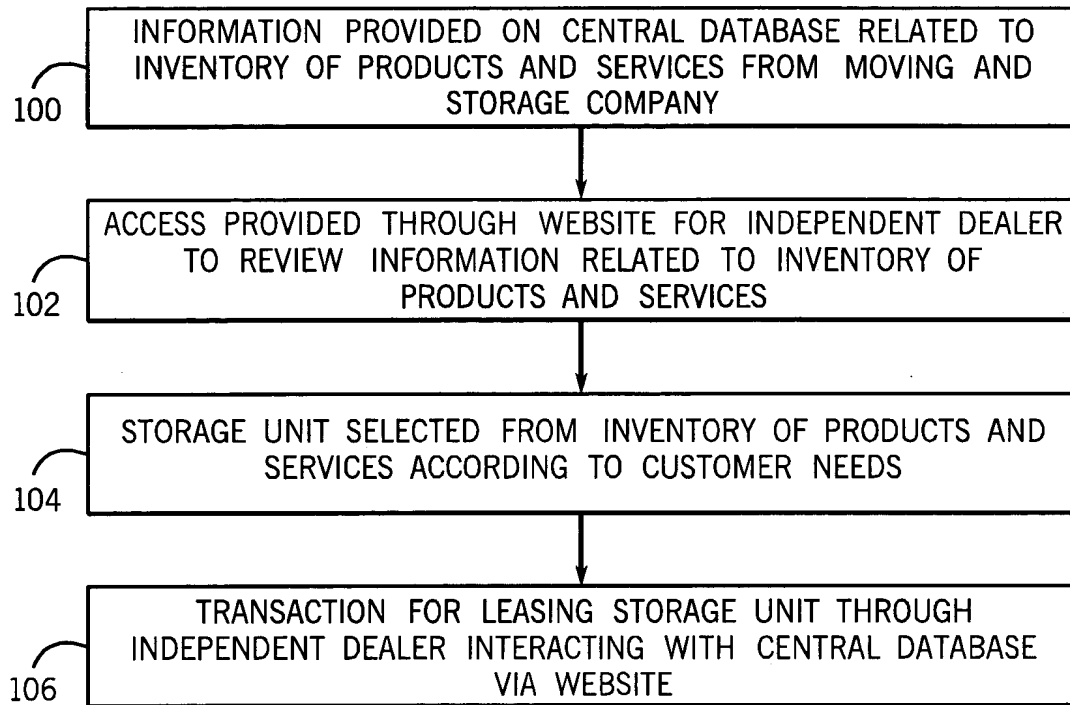 INFORMATION PROVIDED ON CENTRAL DATABASE RELATED TO
INVENTORY OF PRODUCTS AND SERVICES FROM MOVING AND
STORAGE COMPANY
100
ACCESS PROVIDED THROUGH WEBSITE FOR INDEPENDENT DEALER
TO REVIEW INFORMATION RELATED TO INVENTORY OF
PRODUCTS AND SERVICES
102
STORAGE UNIT SELECTED FROM INVENTORY OF PRODUCTS AND
SERVICES ACCORDING TO CUSTOMER NEEDS
104
TRANSACTION FOR LEASING STORAGE UNIT THROUGH
INDEPENDENT DEALER INTERACTING WITH CENTRAL DATABASE
VIA WEBSITE
106